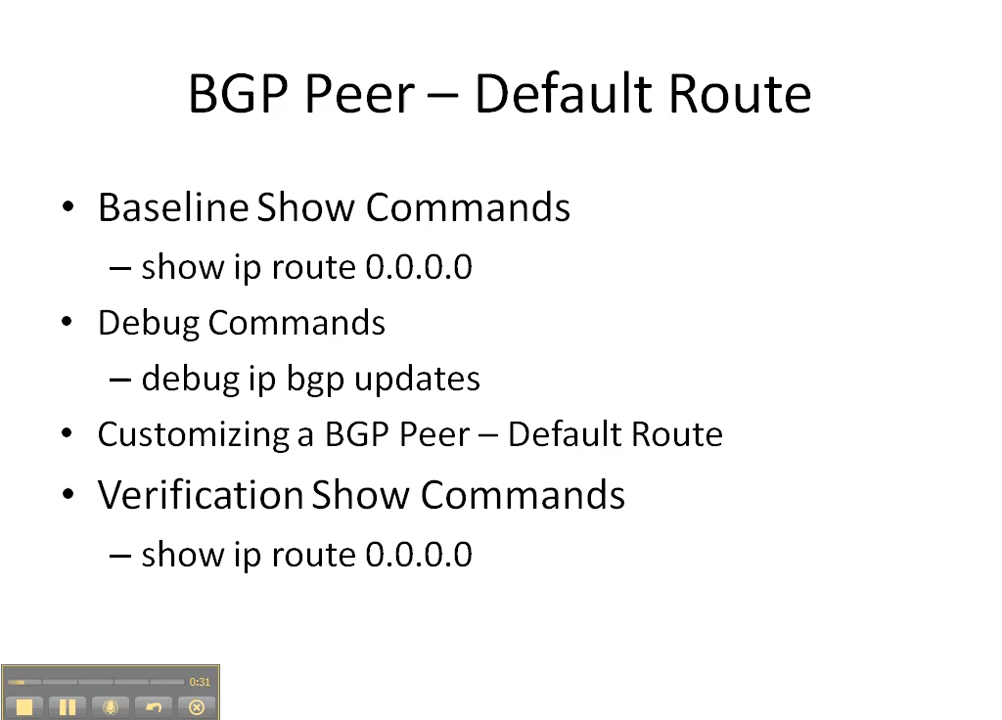 BGP Peer – Default Route
• Baseline Show Commands
– show ip route 0.0.0.0
• Debug Commands
– debug ip bgp updates
• Customizing a BGP Peer – Default Route
• Verification Show Commands
– show ip route 0.0.0.0
0:31